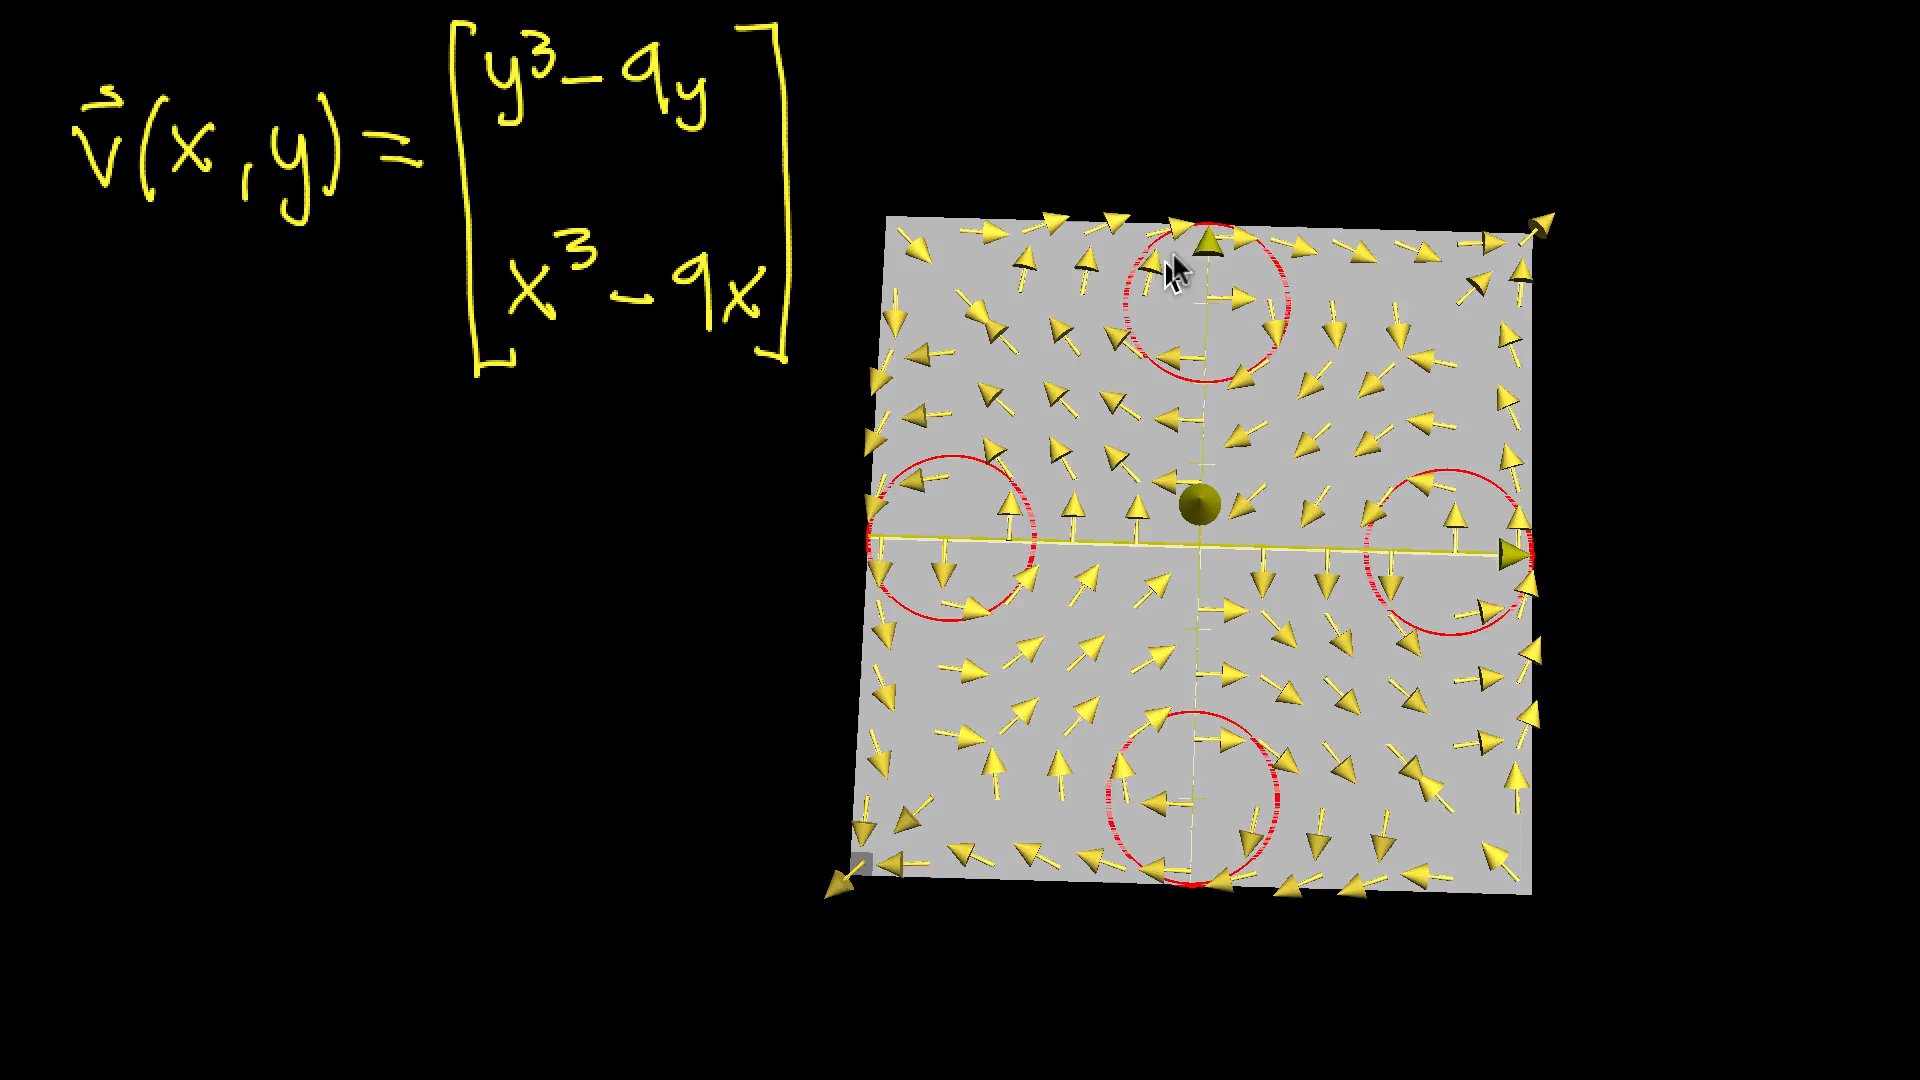 v⃗(x,y) = [y³ - 9y
x³ - 9x]